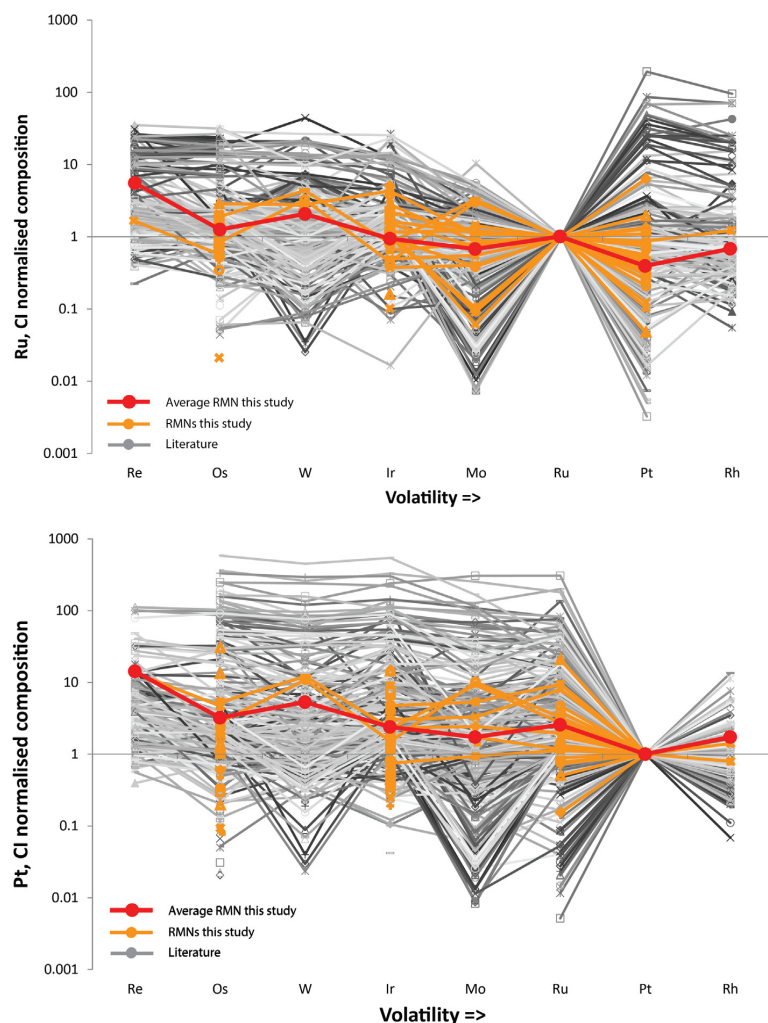 1000
100
10
1
0.1
0.01
0.001
Ru, CI normalised composition
Average RMN this study
RMNs this study
Literature
Re Os W Ir Mo Ru Pt Rh
Volatility =>
1000
100
10
1
0.1
0.01
0.001
Pt, CI normalised composition
Average RMN this study
RMNs this study
Literature
Re Os W Ir Mo Ru Pt Rh
Volatility =>